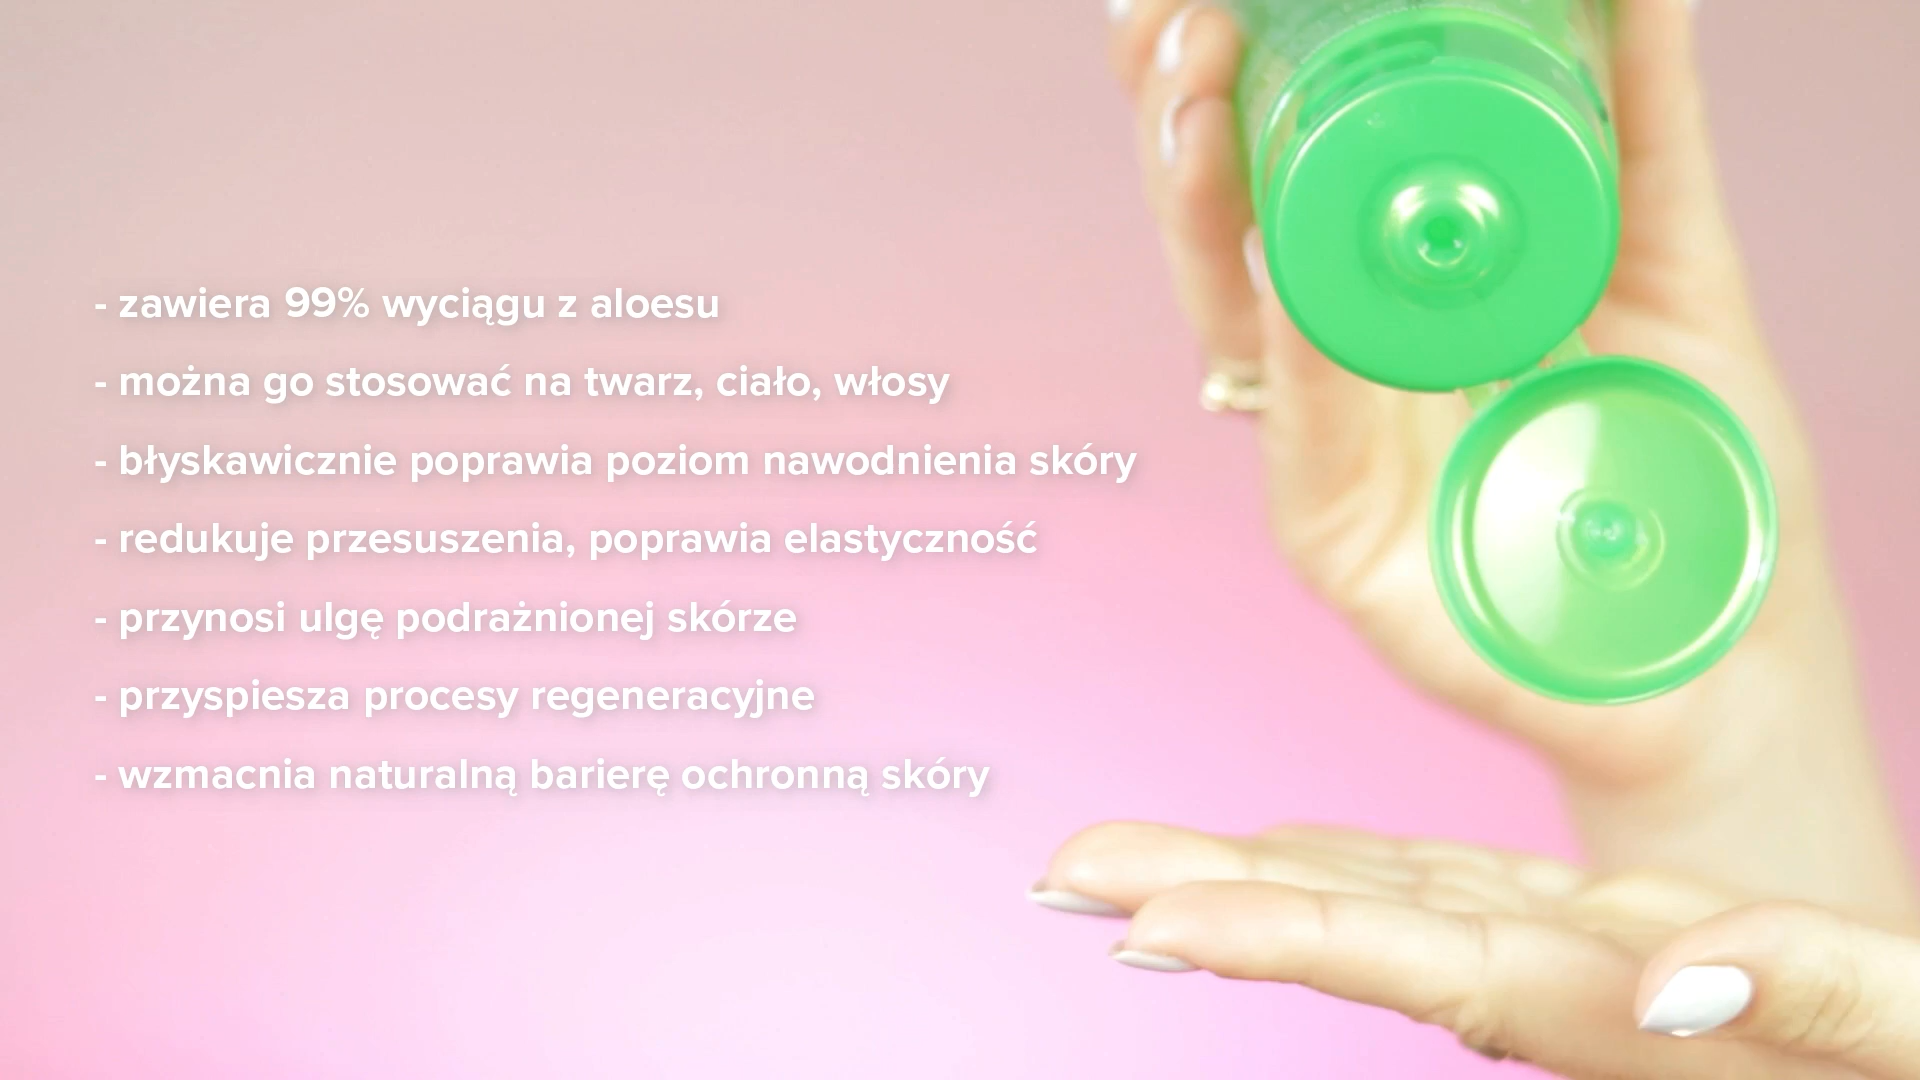 - zawiera 99% wyciągu z aloesu
- można go stosować na twarz, ciało, włosy
- błyskawicznie poprawia poziom nawodnienia skóry
- redukuje przesuszenia, poprawia elastyczność
- przynosi ulgę podrażnionej skórze
- przyspiesza procesy regeneracyjne
- wzmacnia naturalną barierę ochronną skóry